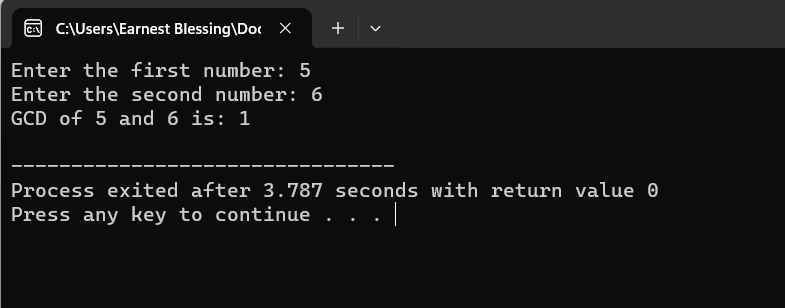 C:\Users\Earnest Blessing\Doc
Enter the first number: 5
Enter the second number: 6
GCD of 5 and 6 is: 1
--------------------------------
Process exited after 3.787 seconds with return value 0
Press any key to continue . . .